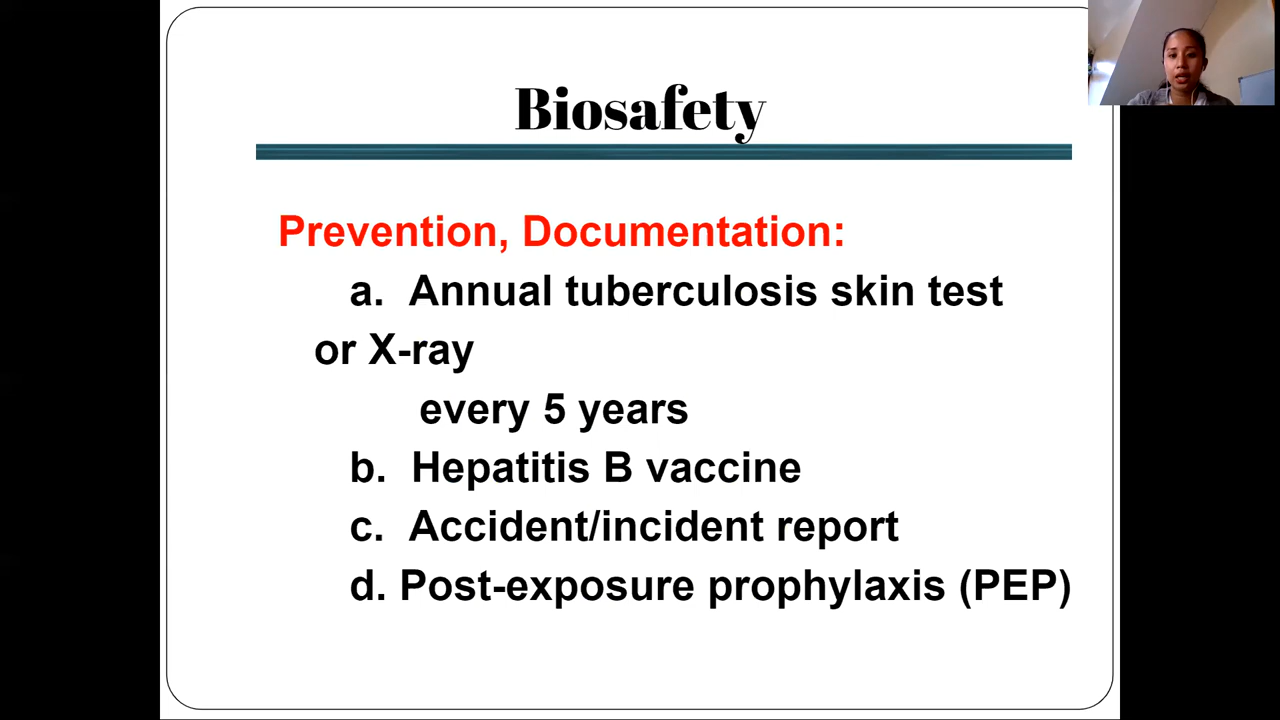 Biosafety
Prevention, Documentation:
a. Annual tuberculosis skin test
or X-ray
every 5 years
b. Hepatitis B vaccine
c. Accident/incident report
d. Post-exposure prophylaxis (PEP)